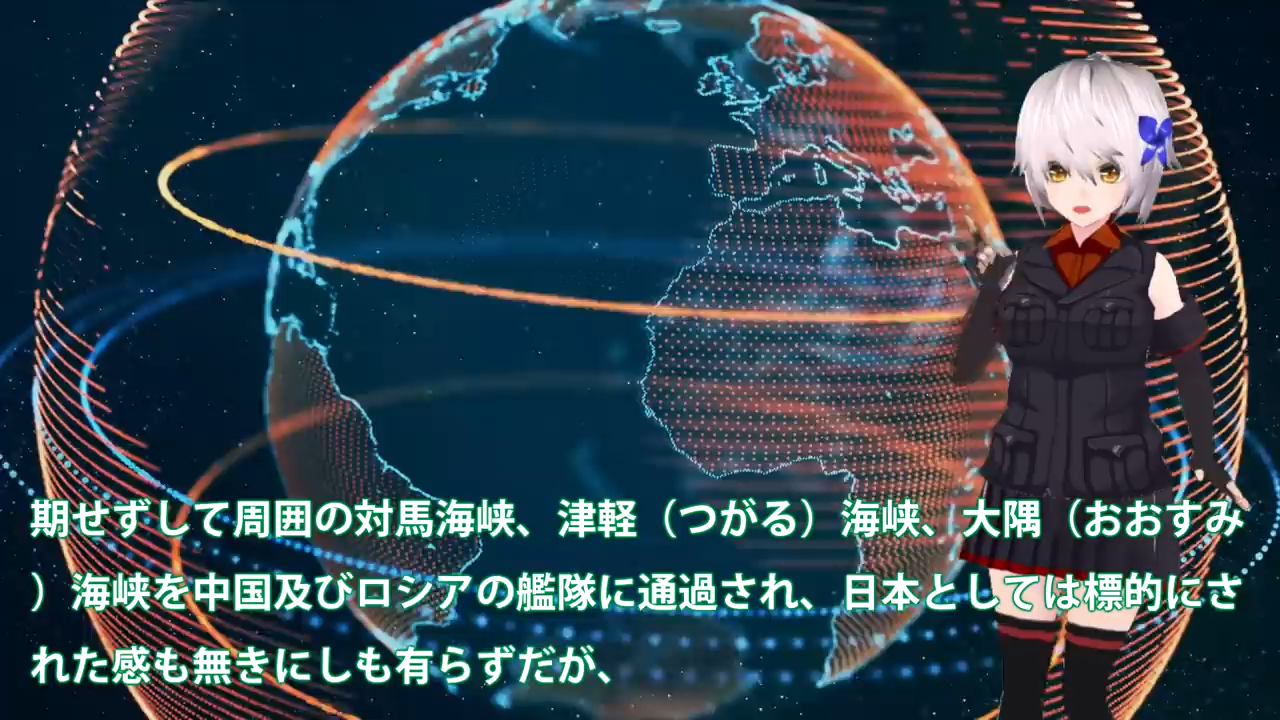 期せずして周囲の対馬海峡、津軽（つがる）海峡、大隅（おおすみ
）海峡を中国及びロシアの艦隊に通過され、日本としては標的にさ
れた感も無きにしも有らずだが、